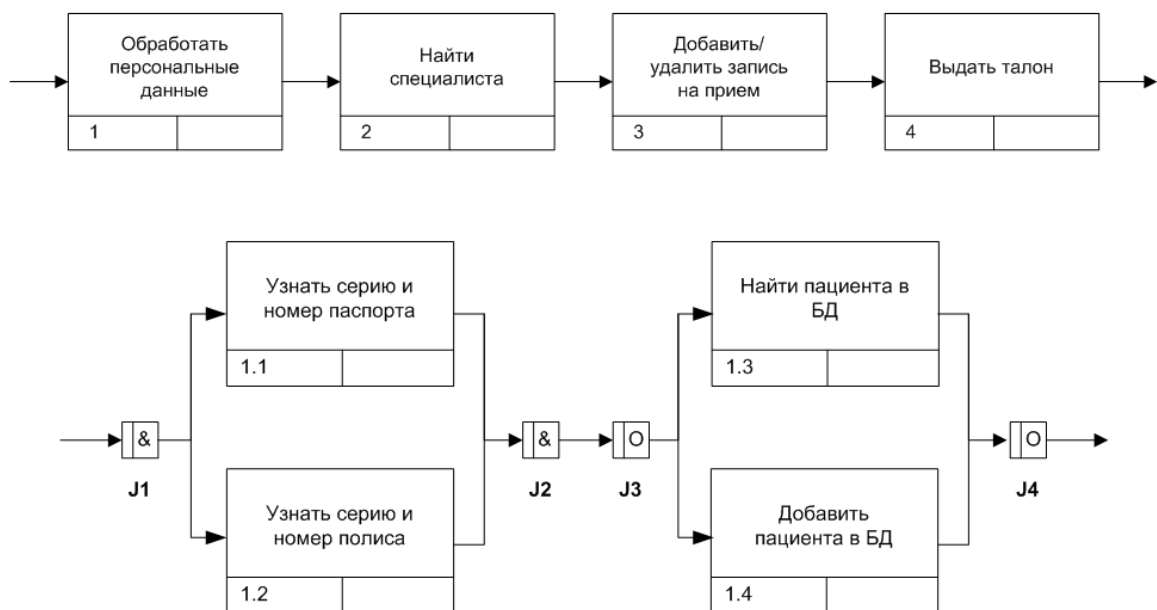 Обработать
персональные
данные
1
Найти
специалиста
2
Добавить/
удалить запись
на прием
3
Выдать талон
4
Узнать серию и
номер паспорта
1.1
Найти пациента в
БД
1.3
&
J1
&
J2
O
J3
O
J4
Узнать серию и
номер полиса
1.2
Добавить
пациента в БД
1.4